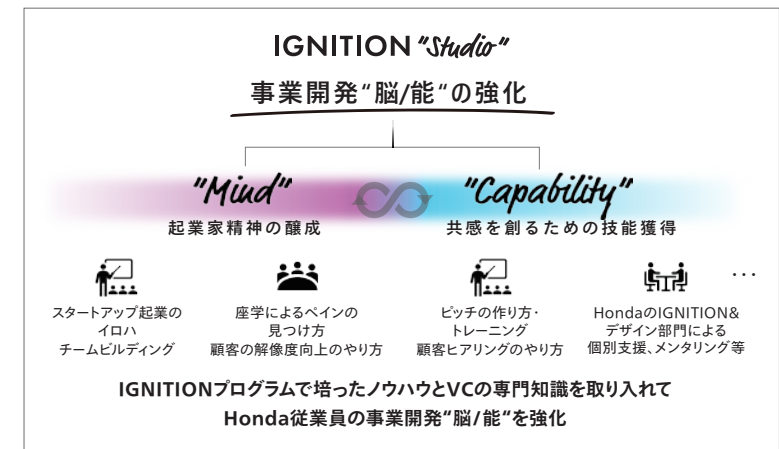 IGNITION "Studio"
事業開発“脳/能“の強化
"Mind"
起業家精神の醸成
"Capability"
共感を創るための技能獲得
スタートアップ起業の
イロハ
チームビルディング
座学によるペインの
見つけ方
顧客の解像度向上のやり方
ピッチの作り方・
トレーニング
顧客ヒアリングのやり方
HondaのIGNITION&
デザイン部門による
個別支援、メンタリング等
…
IGNITIONプログラムで培ったノウハウとVCの専門知識を取り入れて
Honda従業員の事業開発“脳/能“を強化